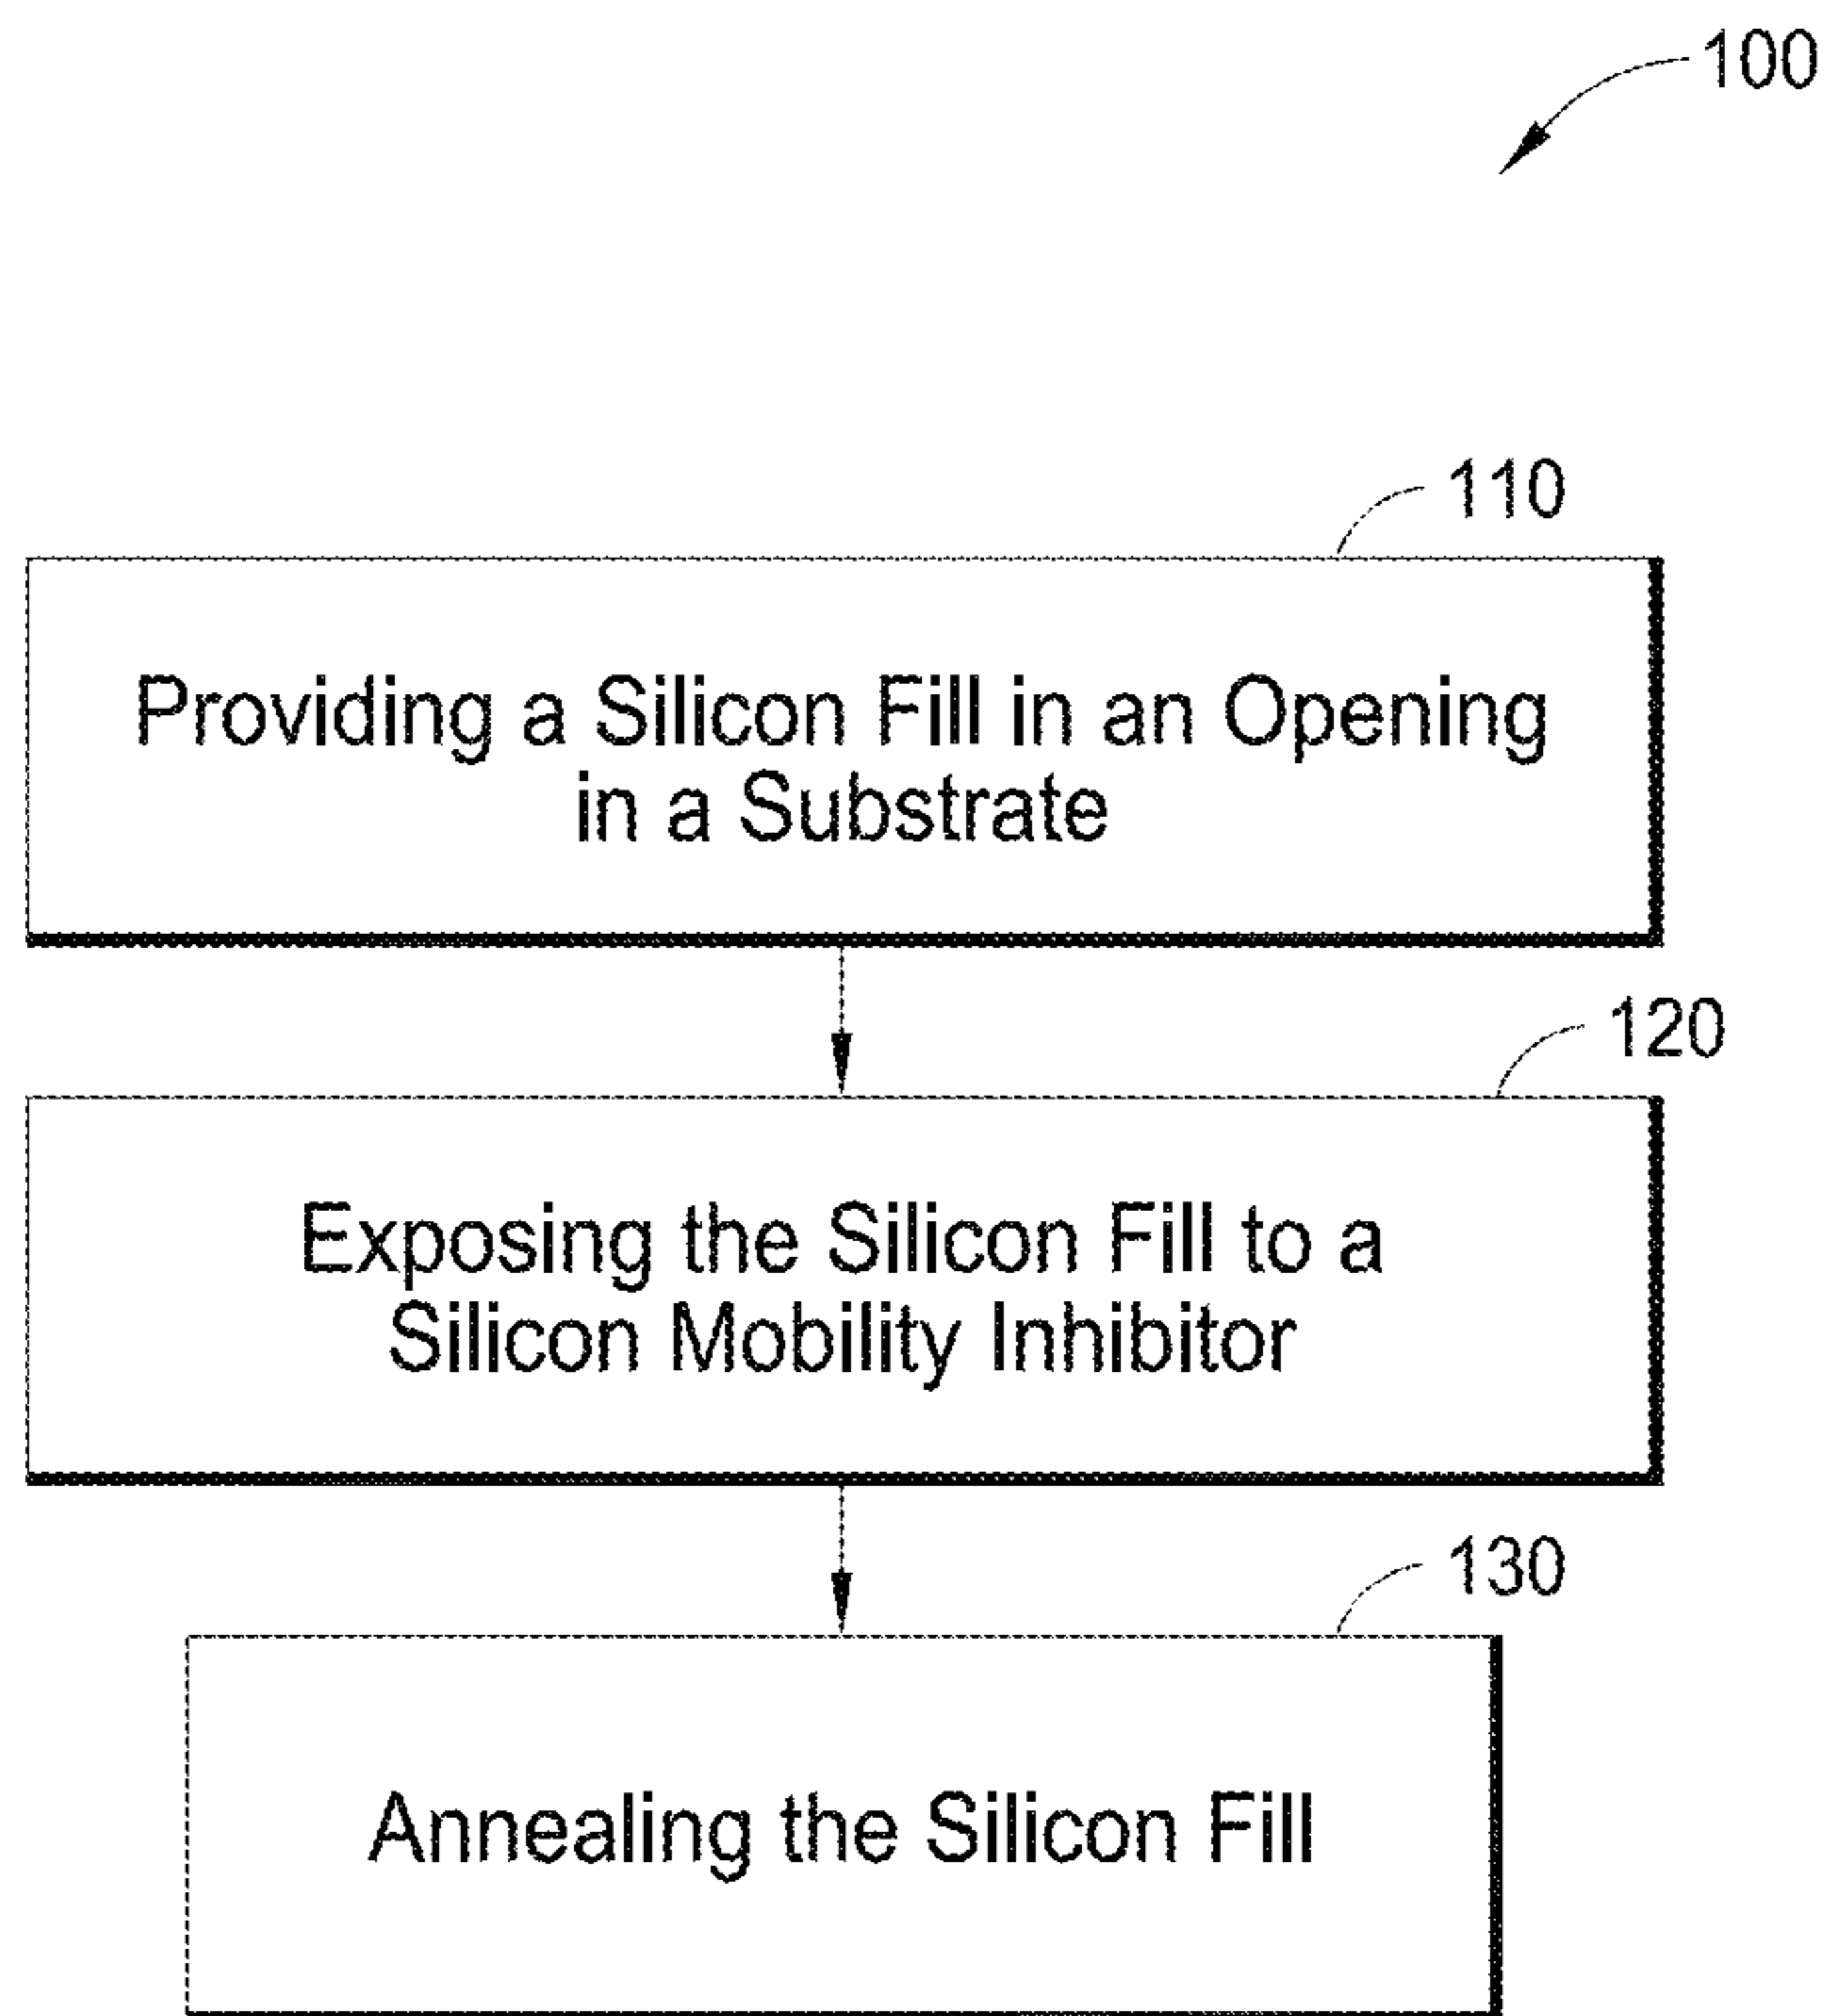 100
110
Providing a Silicon Fill in an Opening
in a Substrate
120
Exposing the Silicon Fill to a
Silicon Mobility Inhibitor
130
Annealing the Silicon Fill